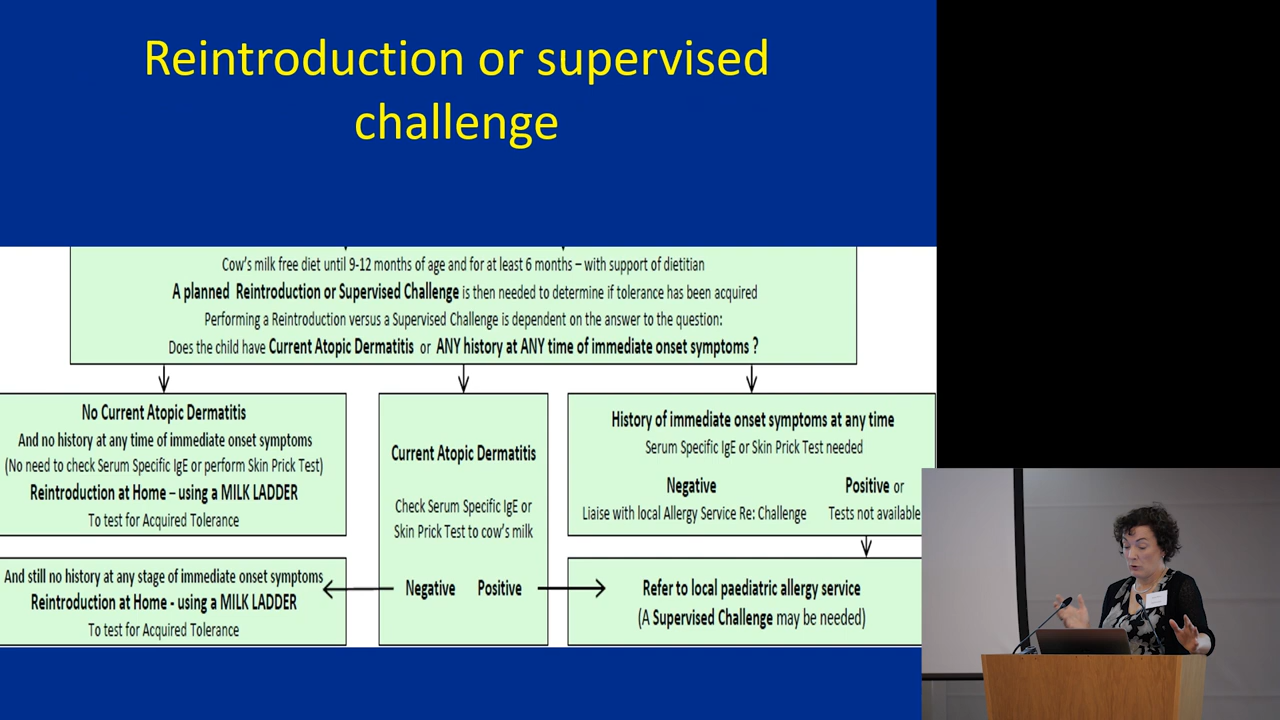 Reintroduction or supervised
challenge
Cow's milk free diet until 9-12 months of age and for at least 6 months – with support of dietitian
A planned Reintroduction or Supervised Challenge is then needed to determine if tolerance has been acquired
Performing a Reintroduction versus a Supervised Challenge is dependent on the answer to the question:
Does the child have Current Atopic Dermatitis or ANY history at ANY time of immediate onset symptoms ?
No Current Atopic Dermatitis
And no history at any time of immediate onset symptoms
(No need to check Serum Specific IgE or perform Skin Prick Test)
Reintroduction at Home – using a MILK LADDER
To test for Acquired Tolerance
And still no history at any stage of immediate onset symptoms
Reintroduction at Home - using a MILK LADDER
To test for Acquired Tolerance
Current Atopic Dermatitis
Check Serum Specific IgE or
Skin Prick Test to cow's milk
Negative Positive
History of immediate onset symptoms at any time
Serum Specific IgE or Skin Prick Test needed
Negative Positive or
Liaise with local Allergy Service Re: Challenge Tests not available
Refer to local paediatric allergy service
(A Supervised Challenge may be needed)